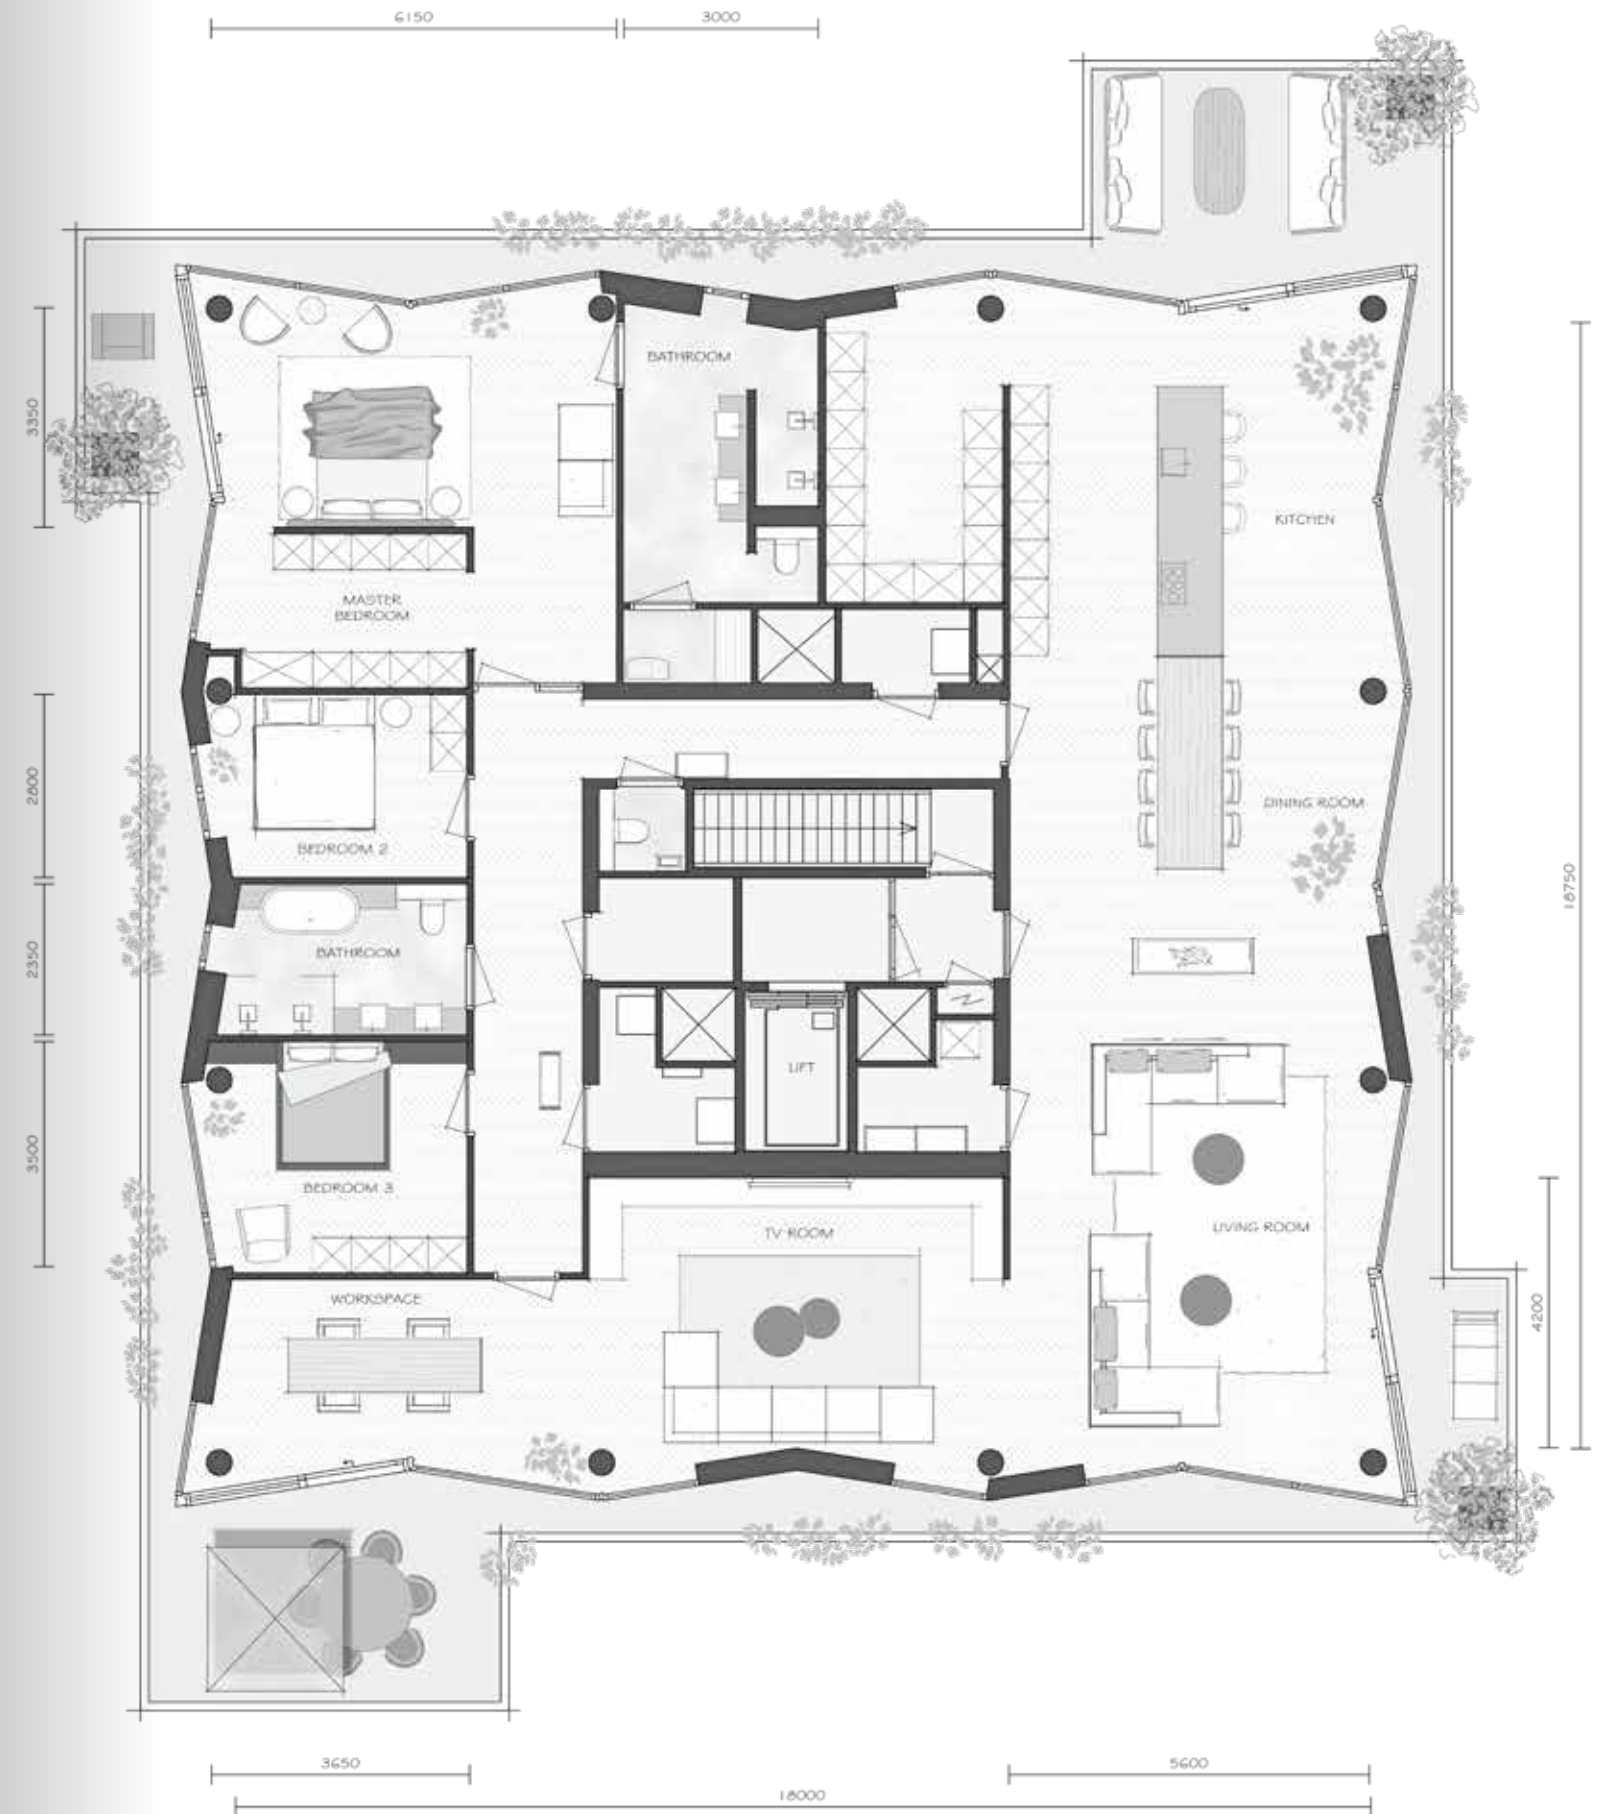 6150
3000
BATHROOM
3350
KITCHEN
MASTER
BEDROOM
2800
DINING ROOM
BEDROOM 2
18750
2350
BATHROOM
LIFT
3500
BEDROOM 3
LIVING ROOM
TV ROOM
WORKSPACE
4200
3650
5600
18000